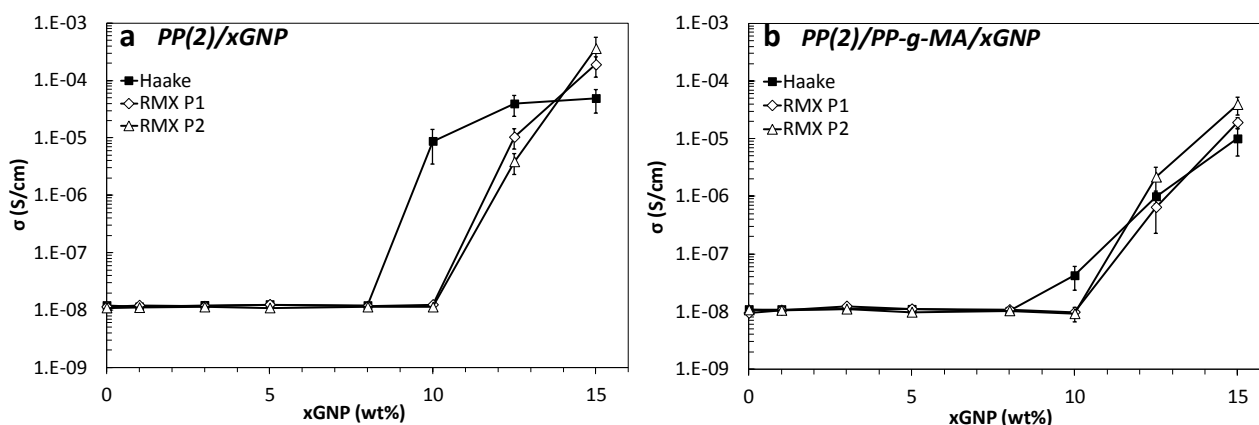 a PP(2)/xGNP
1.E-03
1.E-04
1.E-05
1.E-06
1.E-07
1.E-08
1.E-09
σ (S/cm)
Haake
RMX P1
RMX P2
0 5 10 15
xGNP (wt%)
b PP(2)/PP-g-MA/xGNP
1.E-03
1.E-04
1.E-05
1.E-06
1.E-07
1.E-08
1.E-09
σ (S/cm)
Haake
RMX P1
RMX P2
0 5 10 15
xGNP (wt%)